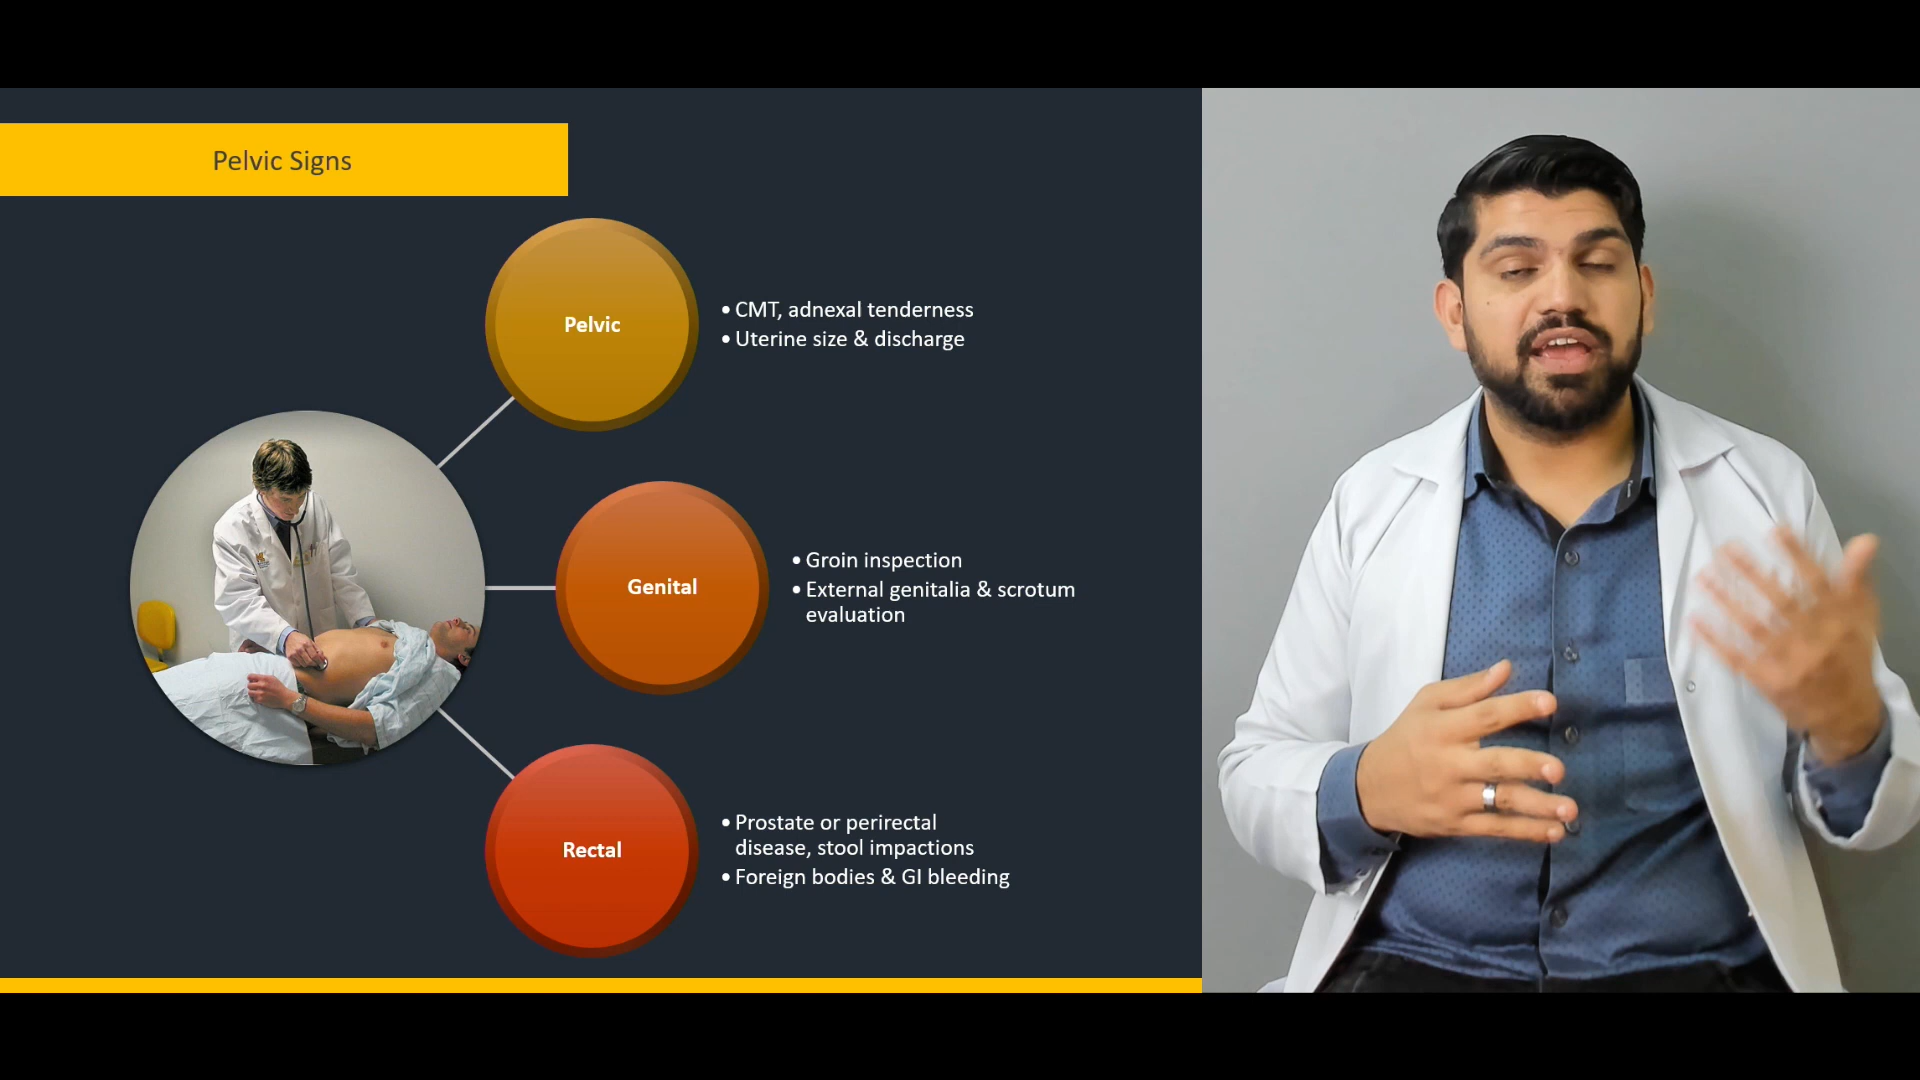 Pelvic Signs
Pelvic
• CMT, adnexal tenderness
• Uterine size & discharge
Genital
• Groin inspection
• External genitalia & scrotum
evaluation
Rectal
• Prostate or perirectal
disease, stool impactions
• Foreign bodies & GI bleeding